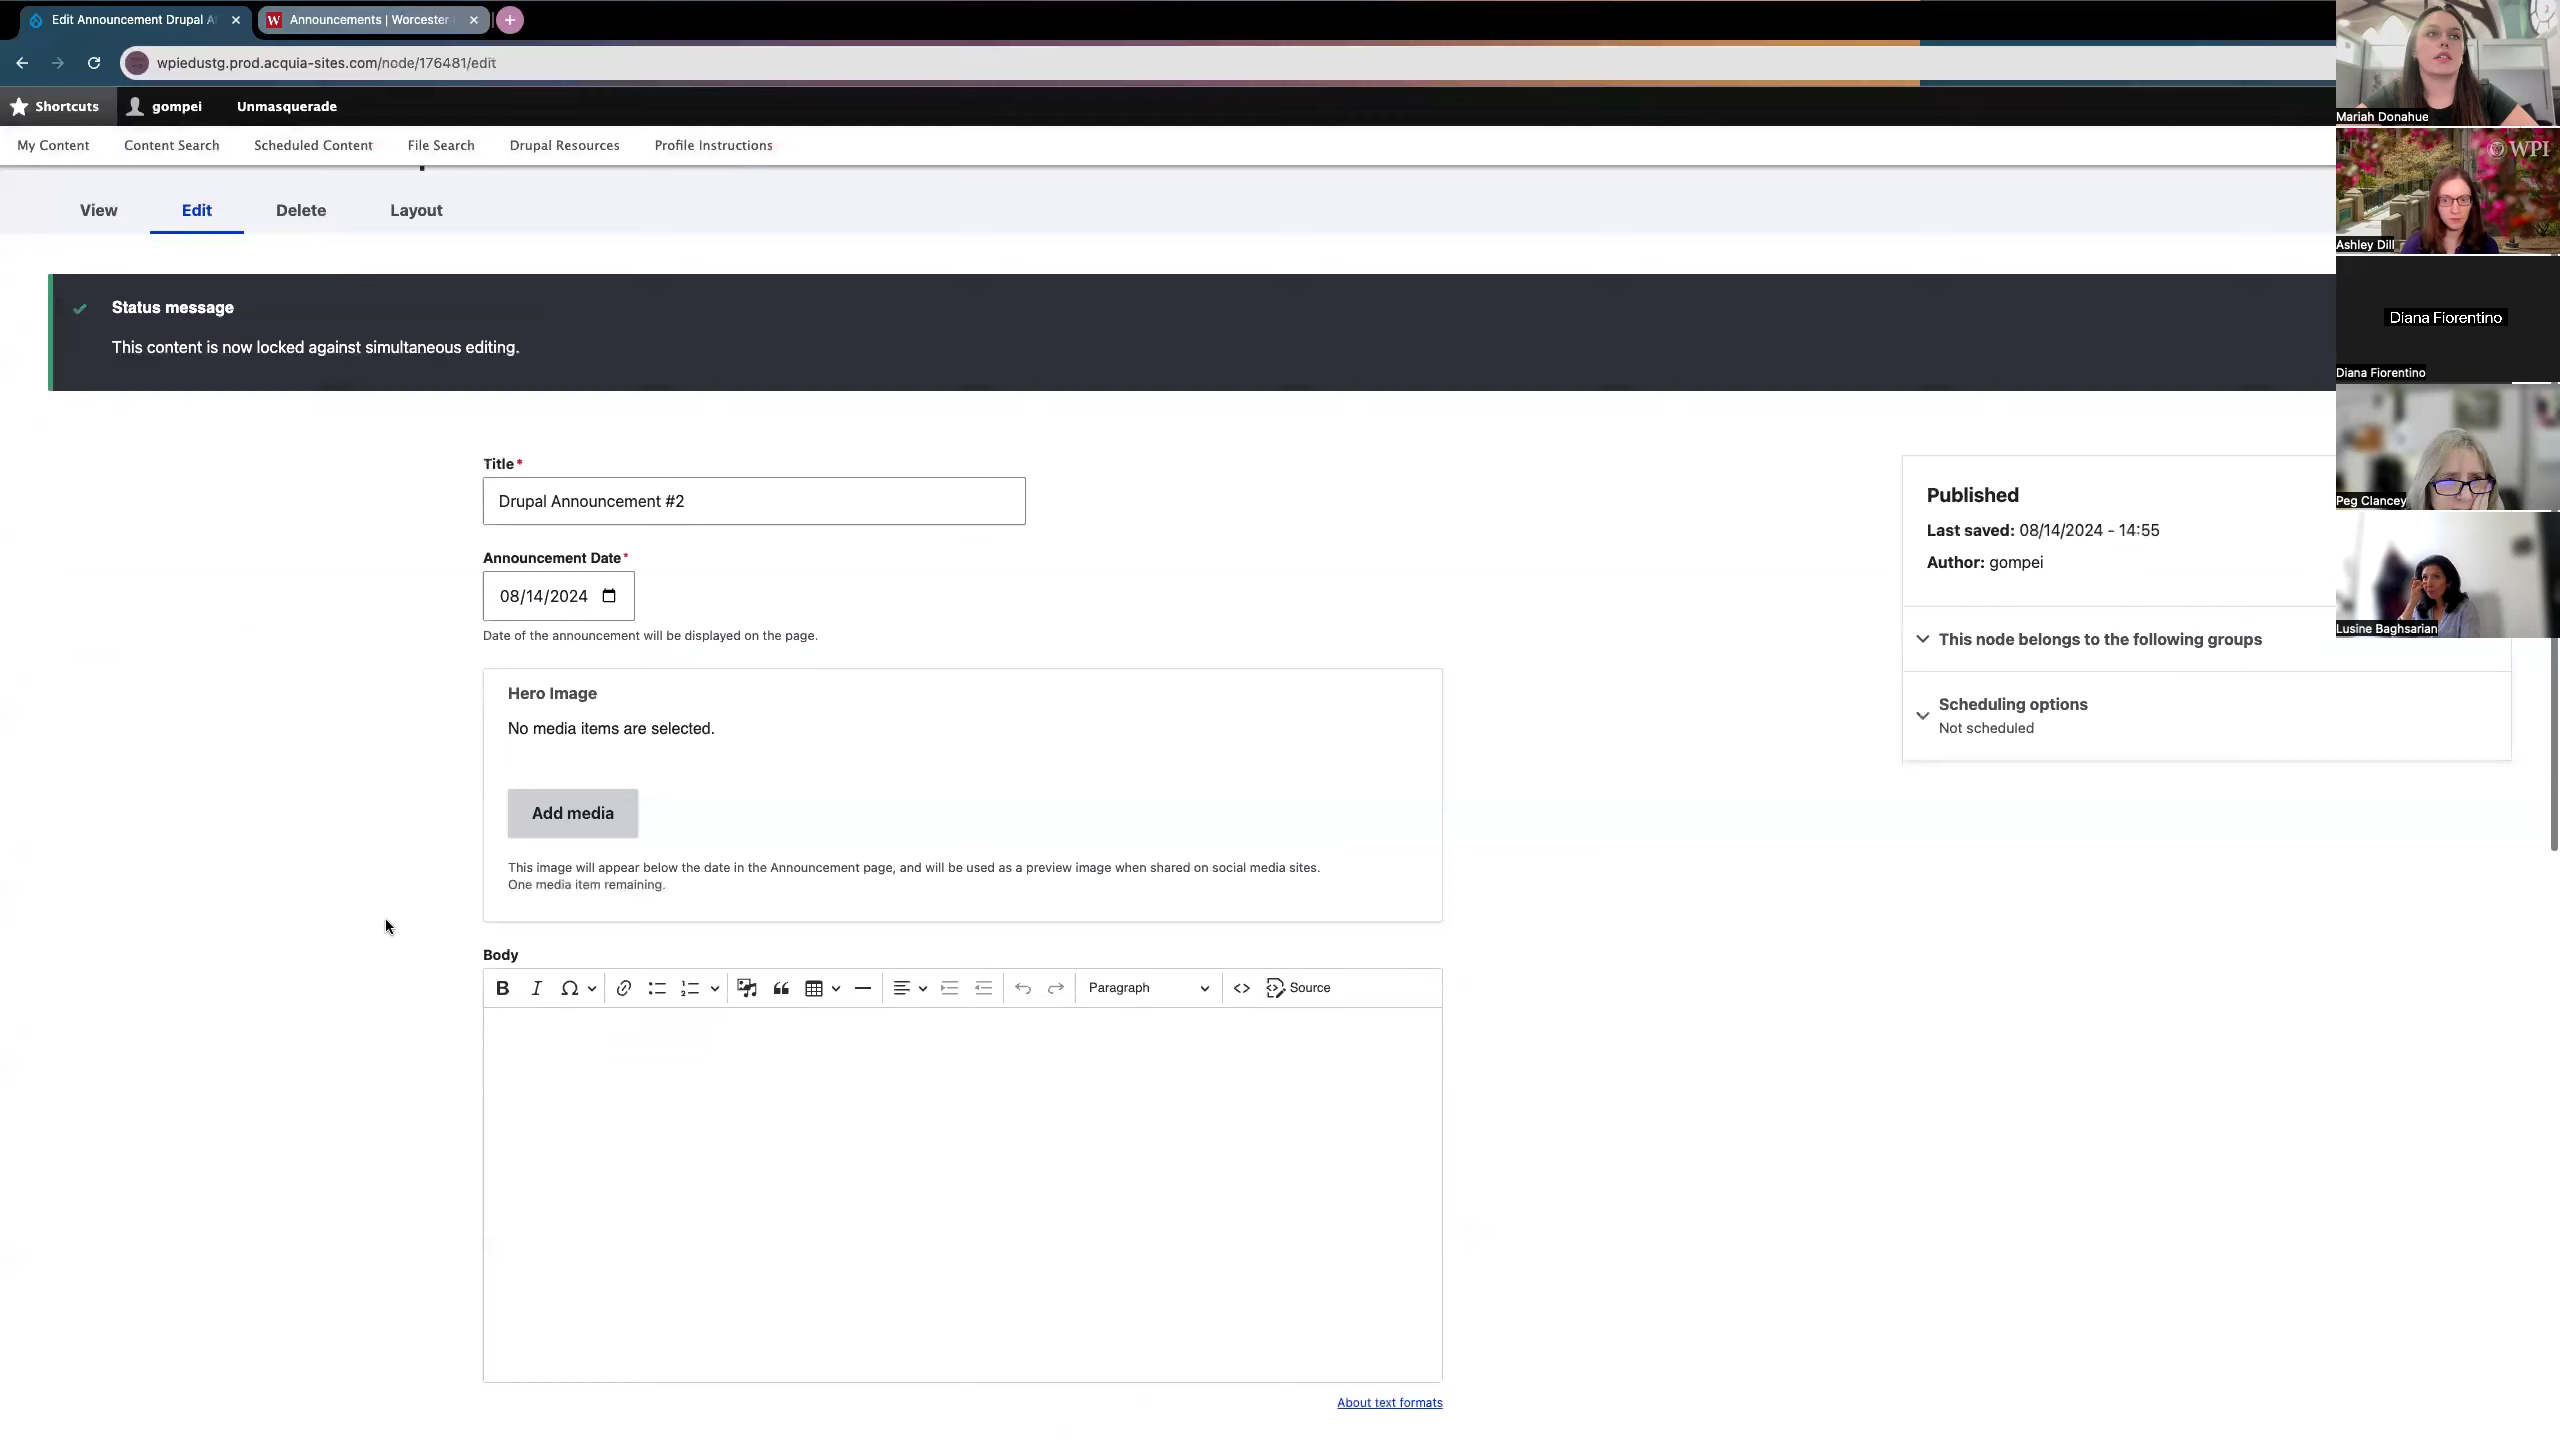 Edit Announcement Drupal A
Announcements | Worcester
wpiedustg.prod.acquia-sites.com/node/176481/edit
Shortcuts gompei Unmasquerade
My Content Content Search Scheduled Content File Search Drupal Resources Profile Instructions
View Edit Delete Layout
Status message
This content is now locked against simultaneous editing.
Title*
Drupal Announcement #2
Announcement Date*
08/14/2024
Date of the announcement will be displayed on the page.
Hero Image
No media items are selected.
Add media
This image will appear below the date in the Announcement page, and will be used as a preview image when shared on social media sites.
One media item remaining.
Body
B I Ω Paragraph <> Source
About text formats
Published
Last saved: 08/14/2024 - 14:55
Author: gompei
This node belongs to the following groups
Scheduling options
Not scheduled
Mariah Donahue
WPI
Ashley Dill
Diana Fiorentino
Diana Fiorentino
Peg Clancey
Lusine Baghsarian